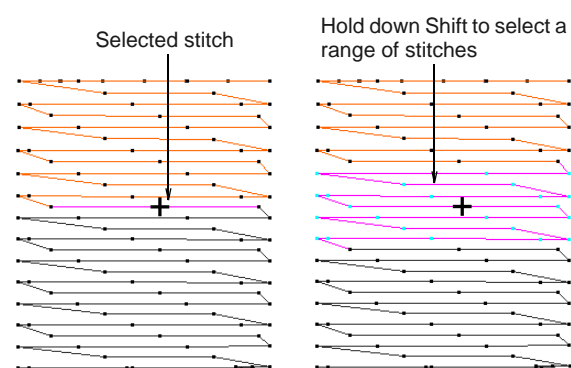 Selected stitch
Hold down Shift to select a
range of stitches